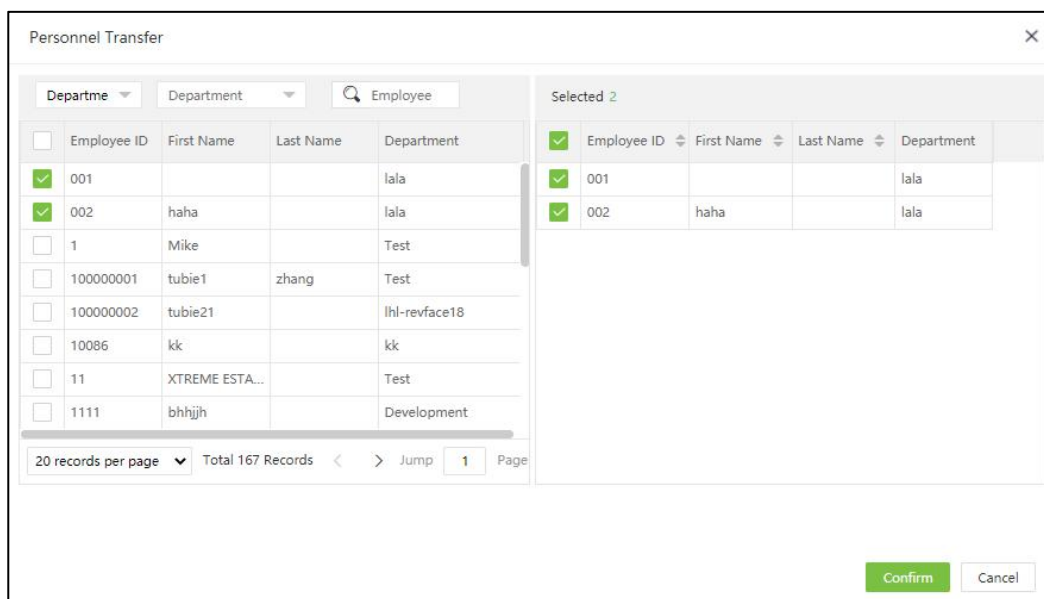 Personnel Transfer
Departme Department Employee
Employee ID First Name Last Name Department
001 lala
002 haha lala
1 Mike Test
100000001 tubie1 zhang Test
100000002 tubie21 lhl-revface18
10086 kk kk
11 XTREME ESTA... Test
1111 bhhjjh Development
20 records per page Total 167 Records < > Jump 1 Page
Selected 2
Employee ID First Name Last Name Department
001 lala
002 haha lala
Confirm Cancel